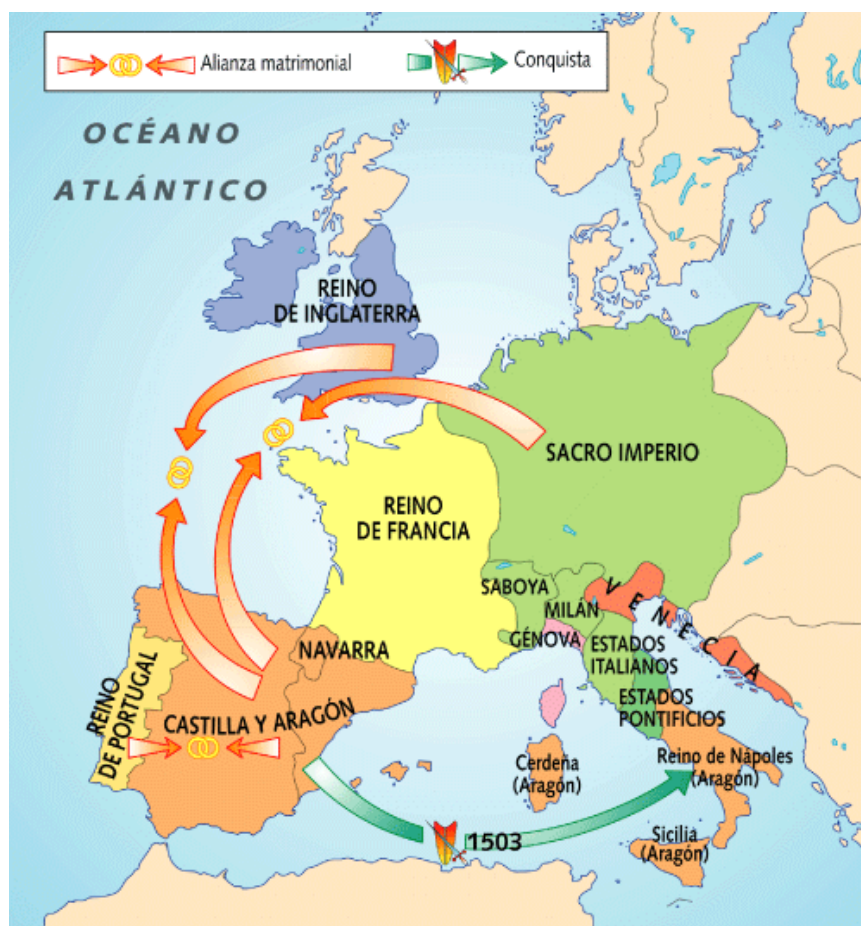 Alianza matrimonial
Conquista
OCÉANO
ATLÁNTICO
REINO
DE INGLATERRA
SACRO IMPERIO
REINO
DE FRANCIA
SABOYA
MILÁN
VENECIA
GÉNOVA
ESTADOS
ITALIANOS
NAVARRA
REINO
DE PORTUGAL
CASTILLA Y ARAGÓN
ESTADOS
PONTIFICIOS
Cerdeña
(Aragón)
Reino de Nápoles
(Aragón)
1503
Sicilia
(Aragón)